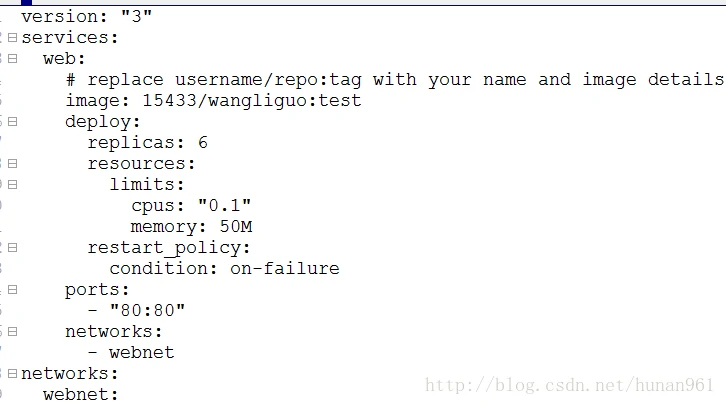 version: "3"
services:
  web:
    # replace username/repo:tag with your name and image details
    image: 15433/wangliguo:test
    deploy:
      replicas: 6
      resources:
        limits:
          cpus: "0.1"
          memory: 50M
      restart_policy:
        condition: on-failure
    ports:
      - "80:80"
    networks:
      - webnet
networks:
  webnet:
http://blog.csdn.net/hunan961